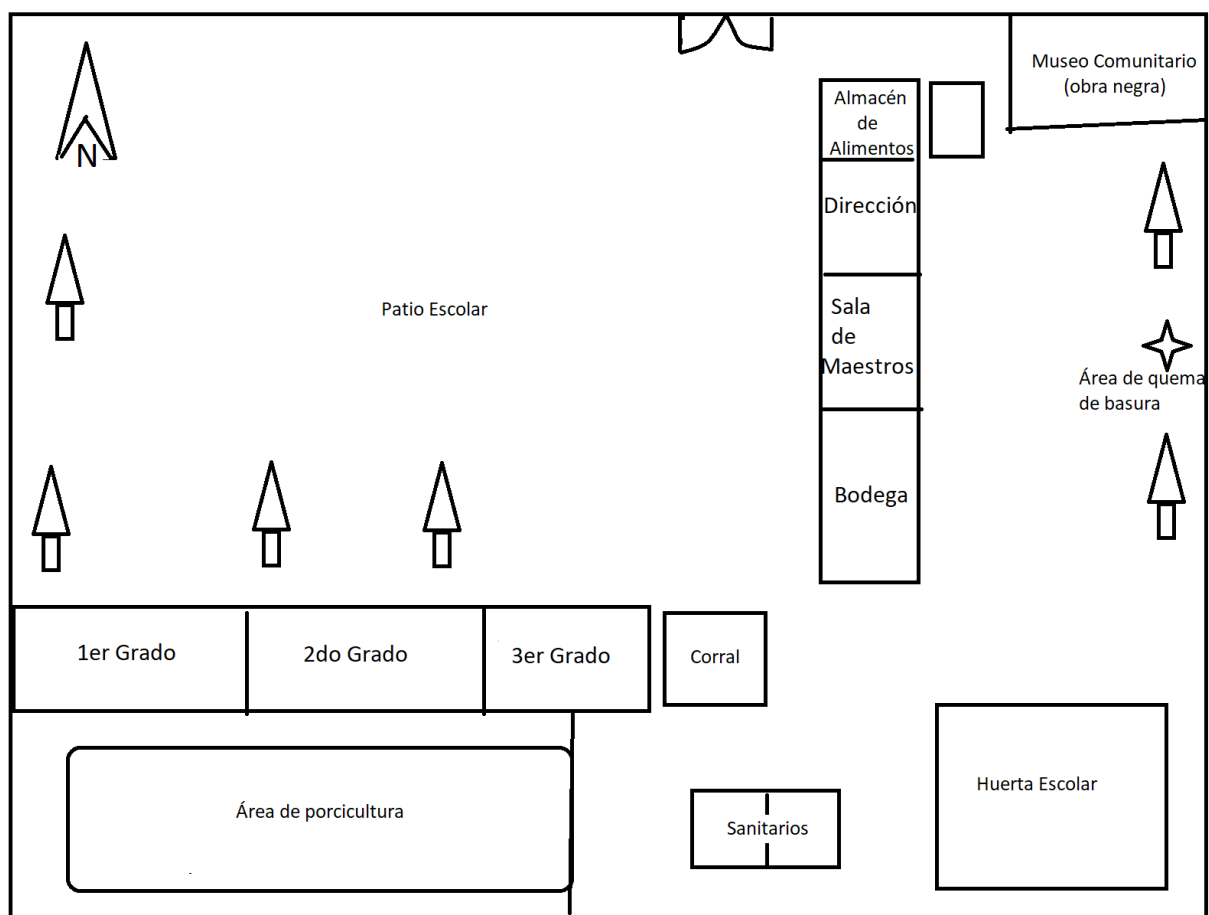 Museo Comunitario
(obra negra)
Almacén
de
Alimentos
N
Dirección
Patio Escolar
Sala
de
Maestros
Área de quema
de basura
Bodega
1er Grado
2do Grado
3er Grado
Corral
Huerta Escolar
Área de porcicultura
Sanitarios